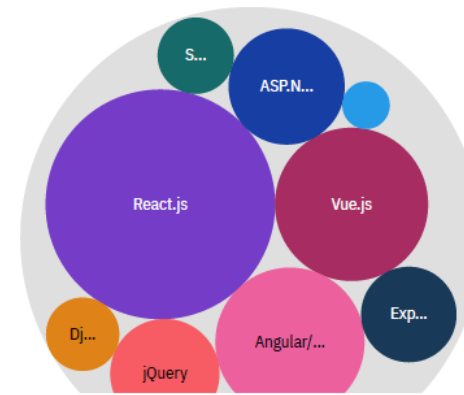 S...
ASP.N...
React.js
Vue.js
Exp...
Dj...
Angular/...
jQuery